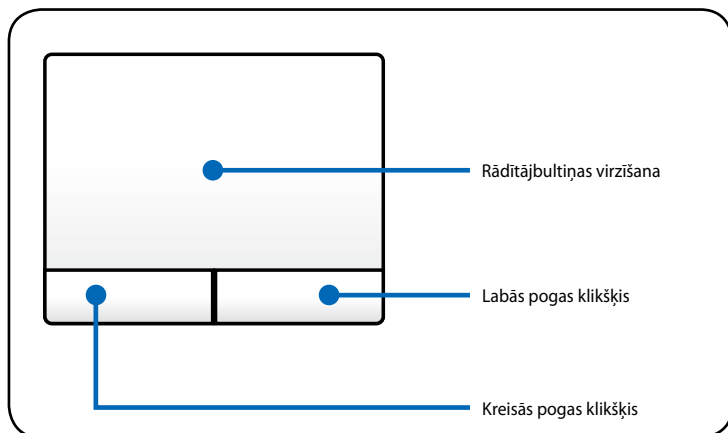 Rādītājbultiņas virzīšana
Labās pogas klikšķis
Kreisās pogas klikšķis